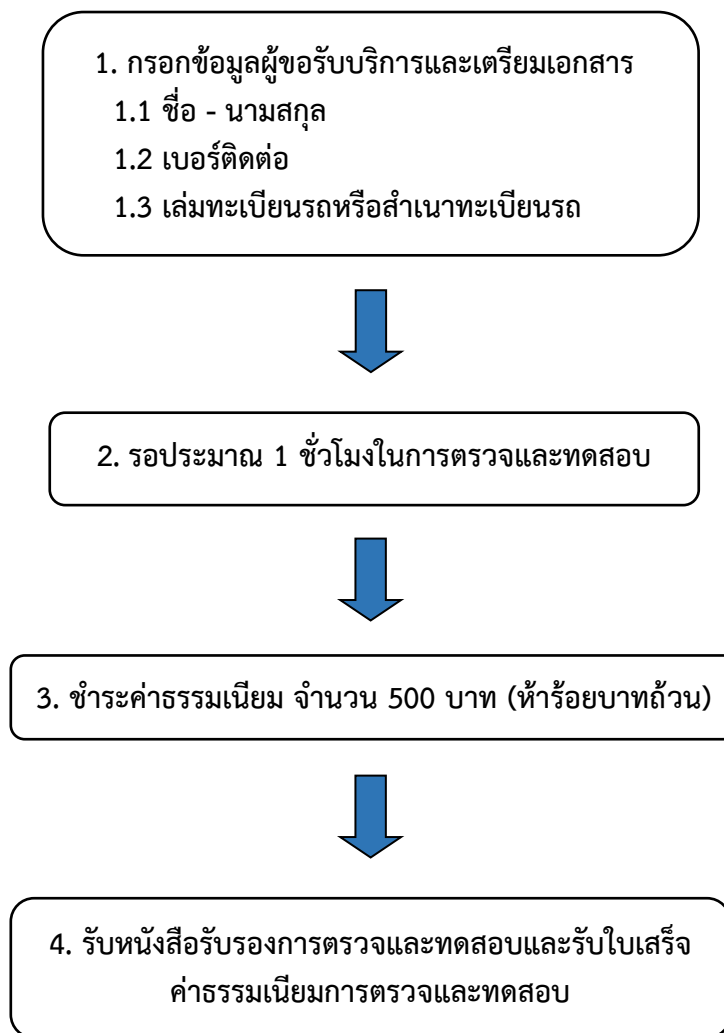 1. กรอกข้อมูลผู้ขอรับบริการและเตรียมเอกสาร
1.1 ชื่อ - นามสกุล
1.2 เบอร์ติดต่อ
1.3 เล่มทะเบียนรถหรือสำเนาทะเบียนรถ
2. รอประมาณ 1 ชั่วโมงในการตรวจและทดสอบ
3. ชำระค่าธรรมเนียม จำนวน 500 บาท (ห้าร้อยบาทถ้วน)
4. รับหนังสือรับรองการตรวจและทดสอบและรับใบเสร็จ
ค่าธรรมเนียมการตรวจและทดสอบ